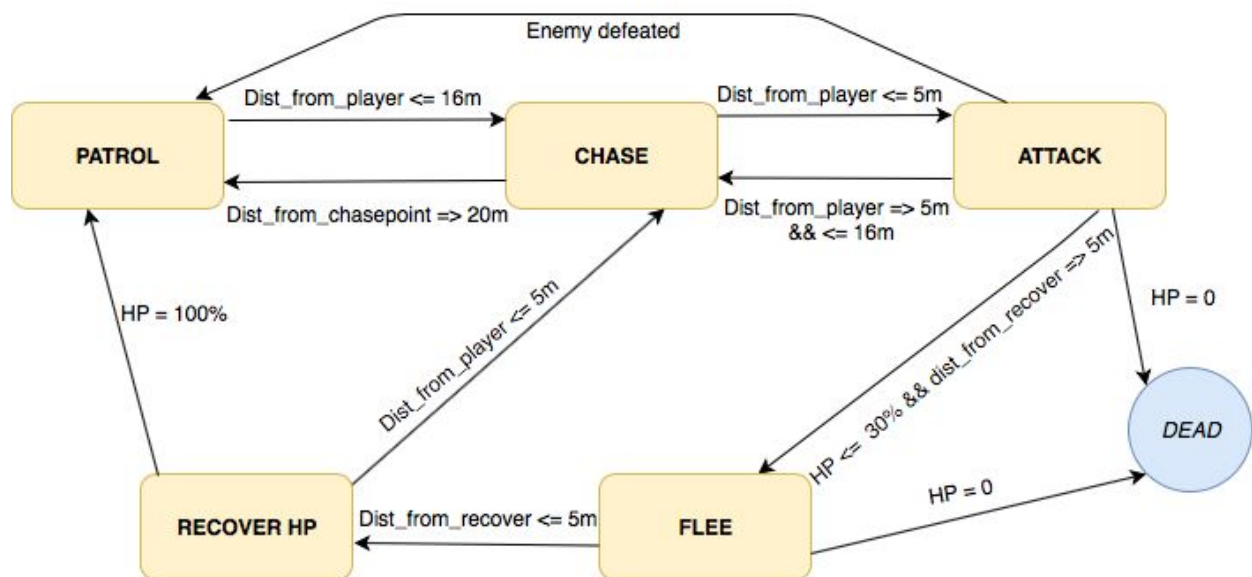 Enemy defeated
Dist_from_player <= 16m
Dist_from_player <= 5m
PATROL
CHASE
ATTACK
Dist_from_chasepoint => 20m
Dist_from_player => 5m
&& <= 16m
HP = 100%
Dist_from_player <= 5m
HP <= 30% && dist_from_recover => 5m
HP = 0
DEAD
HP = 0
RECOVER HP
Dist_from_recover <= 5m
FLEE